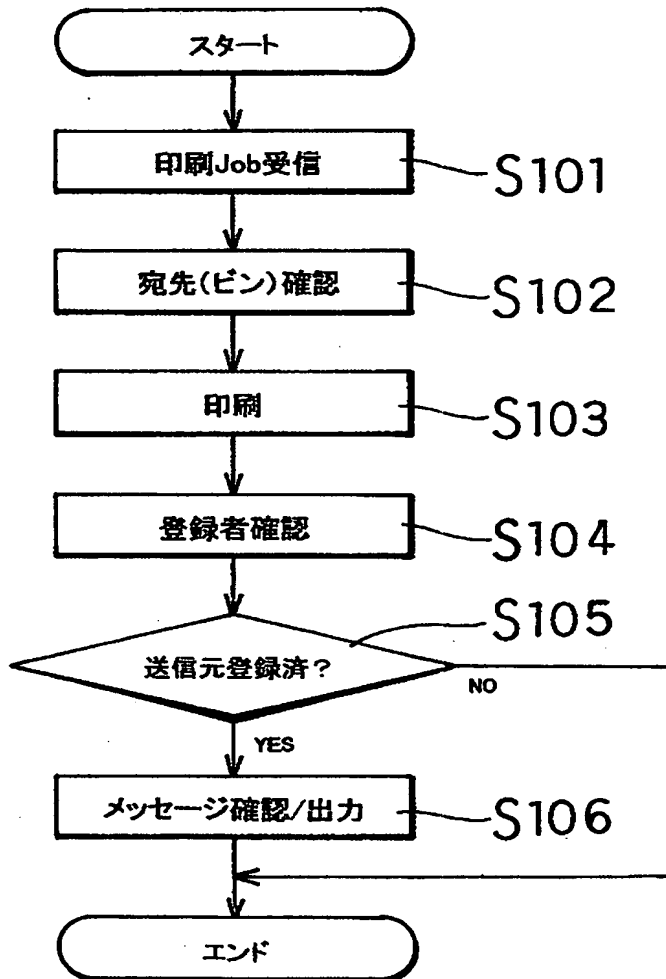 スタート
印刷Job受信
S101
宛先(ビン)確認
S102
印刷
S103
登録者確認
S104
S105
送信元登録済?
NO
YES
メッセージ確認/出力
S106
エンド